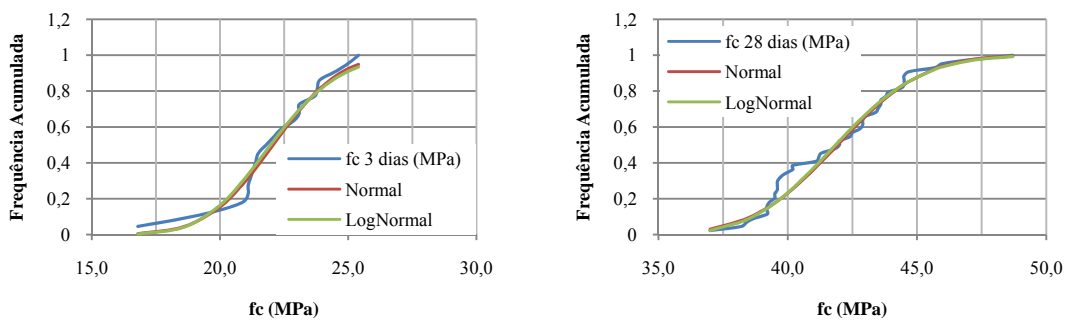 1,2
1
0,8
0,6
0,4
0,2
0
Frequência Acumulada
fc 3 dias (MPa)
Normal
LogNormal
15,0 20,0 25,0 30,0
fc (MPa)
1,2
1
0,8
0,6
0,4
0,2
0
Frequência Acumulada
fc 28 dias (MPa)
Normal
LogNormal
35,0 40,0 45,0 50,0
fc (MPa)